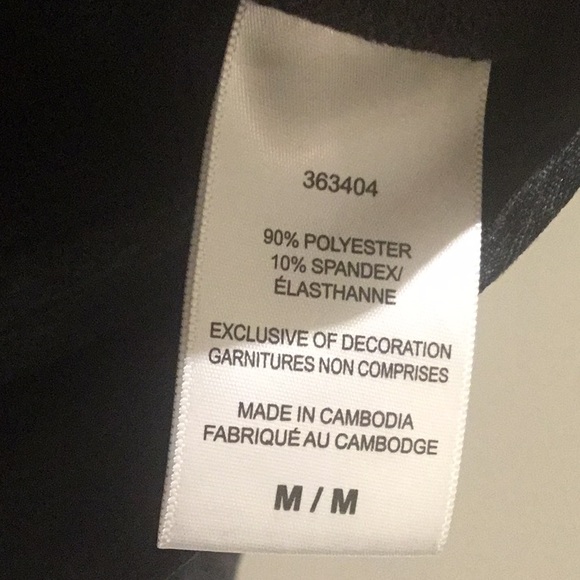 363404
90% POLYESTER
10% SPANDEX/
ÉLASTHANNE
EXCLUSIVE OF DECORATION
GARNITURES NON COMPRISES
MADE IN CAMBODIA
FABRIQUÉ AU CAMBODGE
M / M